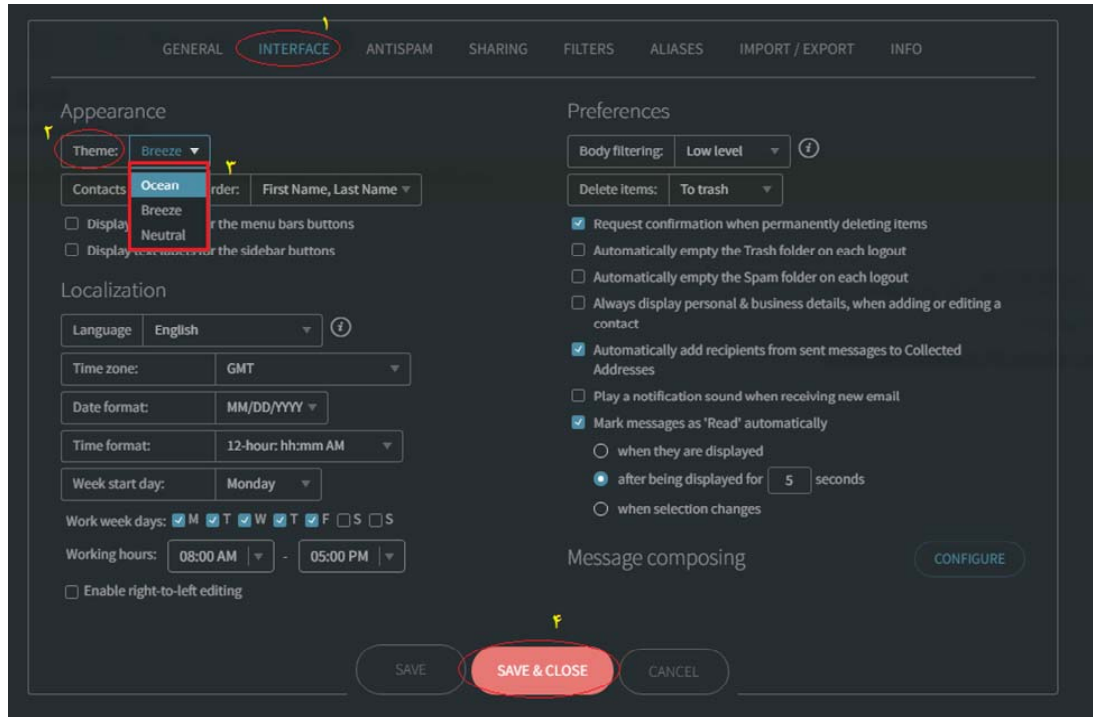 ۱
GENERAL INTERFACE ANTISPAM SHARING FILTERS ALIASES IMPORT / EXPORT INFO
Appearance
۲
Theme: Breeze
۳
Contacts rder: First Name, Last Name
Ocean
Breeze
Neutral
Display r the menu bars buttons
Display text labels for the sidebar buttons
Localization
Language English
Time zone: GMT
Date format: MM/DD/YYYY
Time format: 12-hour: hh:mm AM
Week start day: Monday
Work week days: M T W T F S S
Working hours: 08:00 AM - 05:00 PM
Enable right-to-left editing
Preferences
Body filtering: Low level i
Delete items: To trash
Request confirmation when permanently deleting items
Automatically empty the Trash folder on each logout
Automatically empty the Spam folder on each logout
Always display personal & business details, when adding or editing a
contact
Automatically add recipients from sent messages to Collected
Addresses
Play a notification sound when receiving new email
Mark messages as 'Read' automatically
when they are displayed
after being displayed for 5 seconds
when selection changes
Message composing CONFIGURE
۴
SAVE SAVE & CLOSE CANCEL